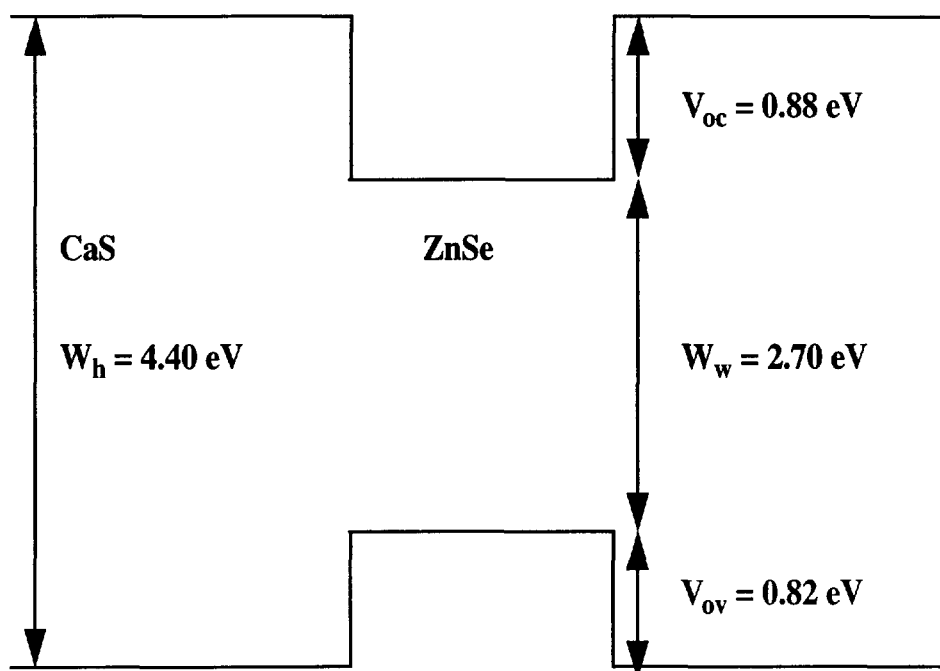 V_oc = 0.88 eV
CaS
ZnSe
W_h = 4.40 eV
W_w = 2.70 eV
V_ov = 0.82 eV